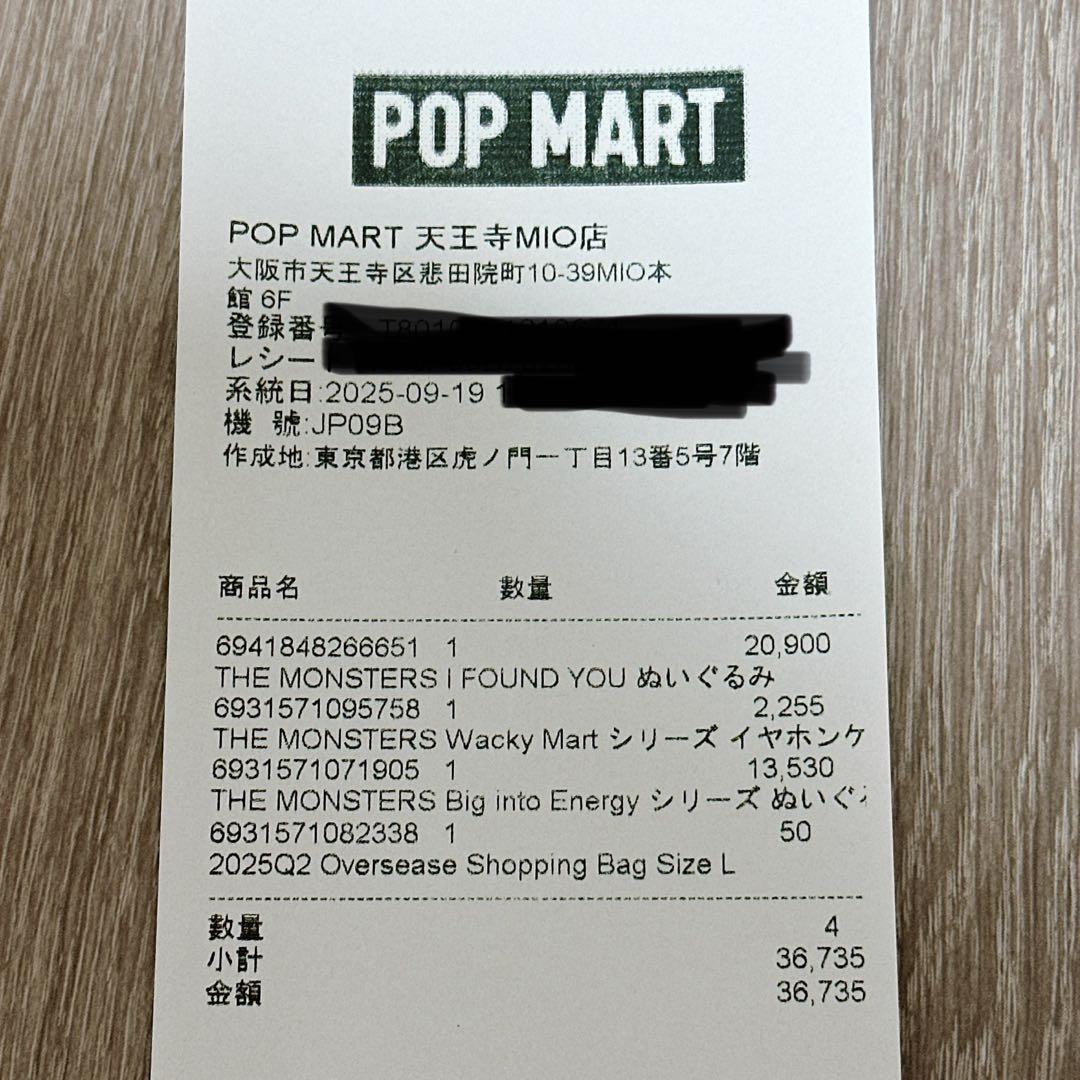 POP MART
POP MART 天王寺MIO店
大阪市天王寺区悲田院町10-39MIO本
館 6F
登録番号
レシー
系統日:2025-09-19
機 號:JP09B
作成地:東京都港区虎ノ門一丁目13番5号7階
商品名 數量 金額
6941848266651 1 20,900
THE MONSTERS I FOUND YOU ぬいぐるみ
6931571095758 1 2,255
THE MONSTERS Wacky Mart シリーズ イヤホンケ
6931571071905 1 13,530
THE MONSTERS Big into Energy シリーズ ぬいぐ
6931571082338 1 50
2025Q2 Oversease Shopping Bag Size L
數量 4
小計 36,735
金額 36,735